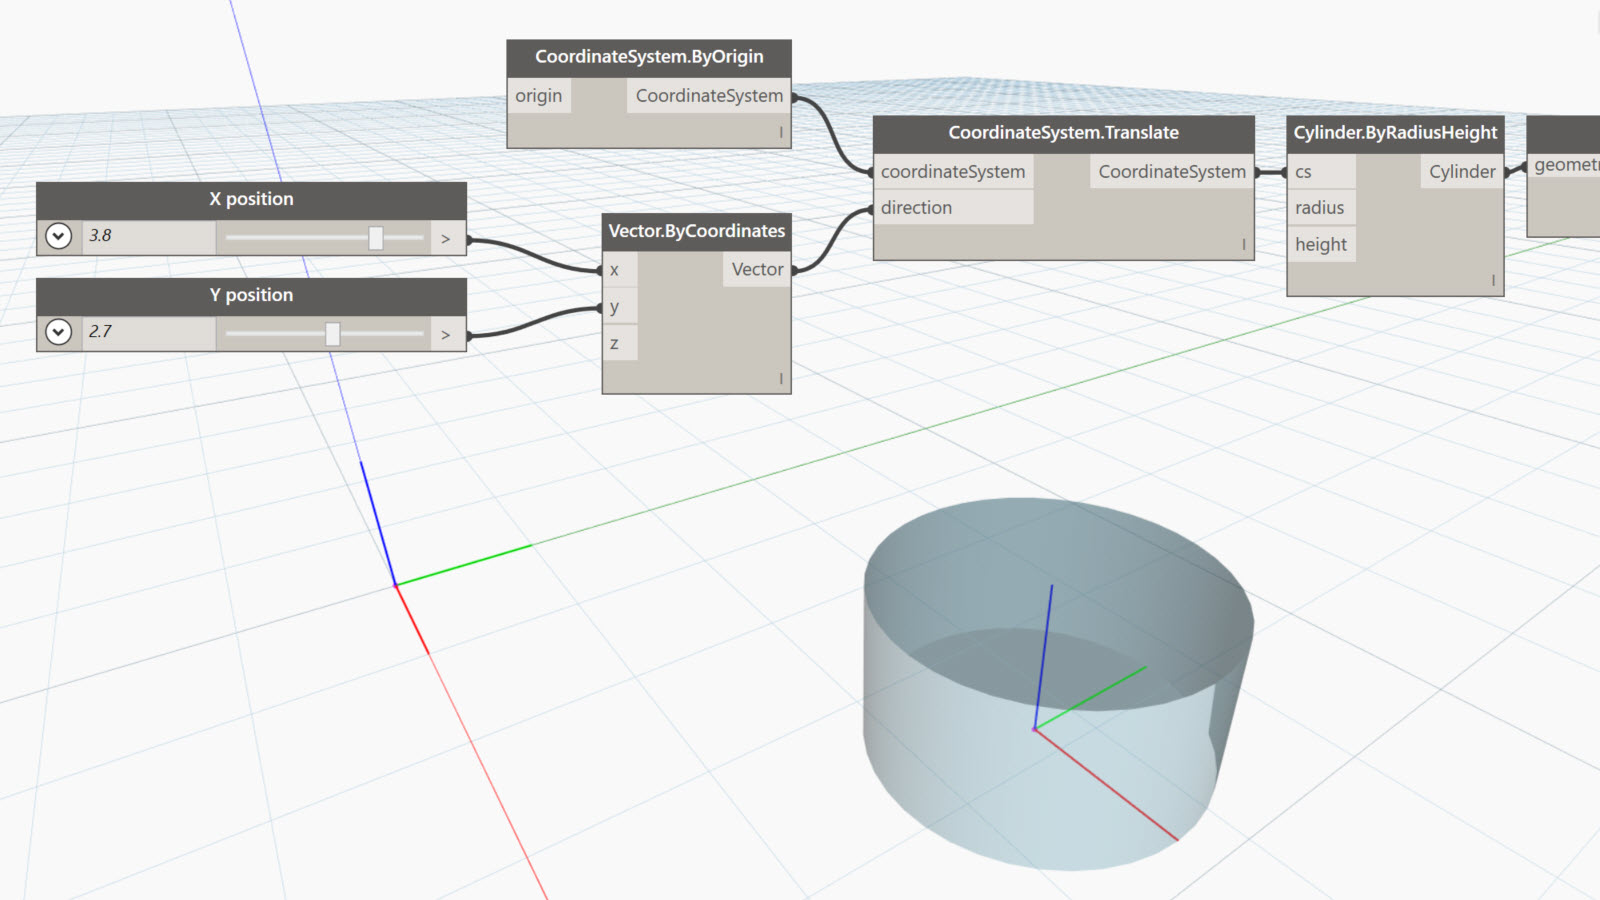 CoordinateSystem.ByOrigin
origin
CoordinateSystem
CoordinateSystem.Translate
coordinateSystem
CoordinateSystem
direction
Cylinder.ByRadiusHeight
cs
Cylinder
radius
height
X position
3.8
>
Y position
2.7
>
Vector.ByCoordinates
x
Vector
y
z